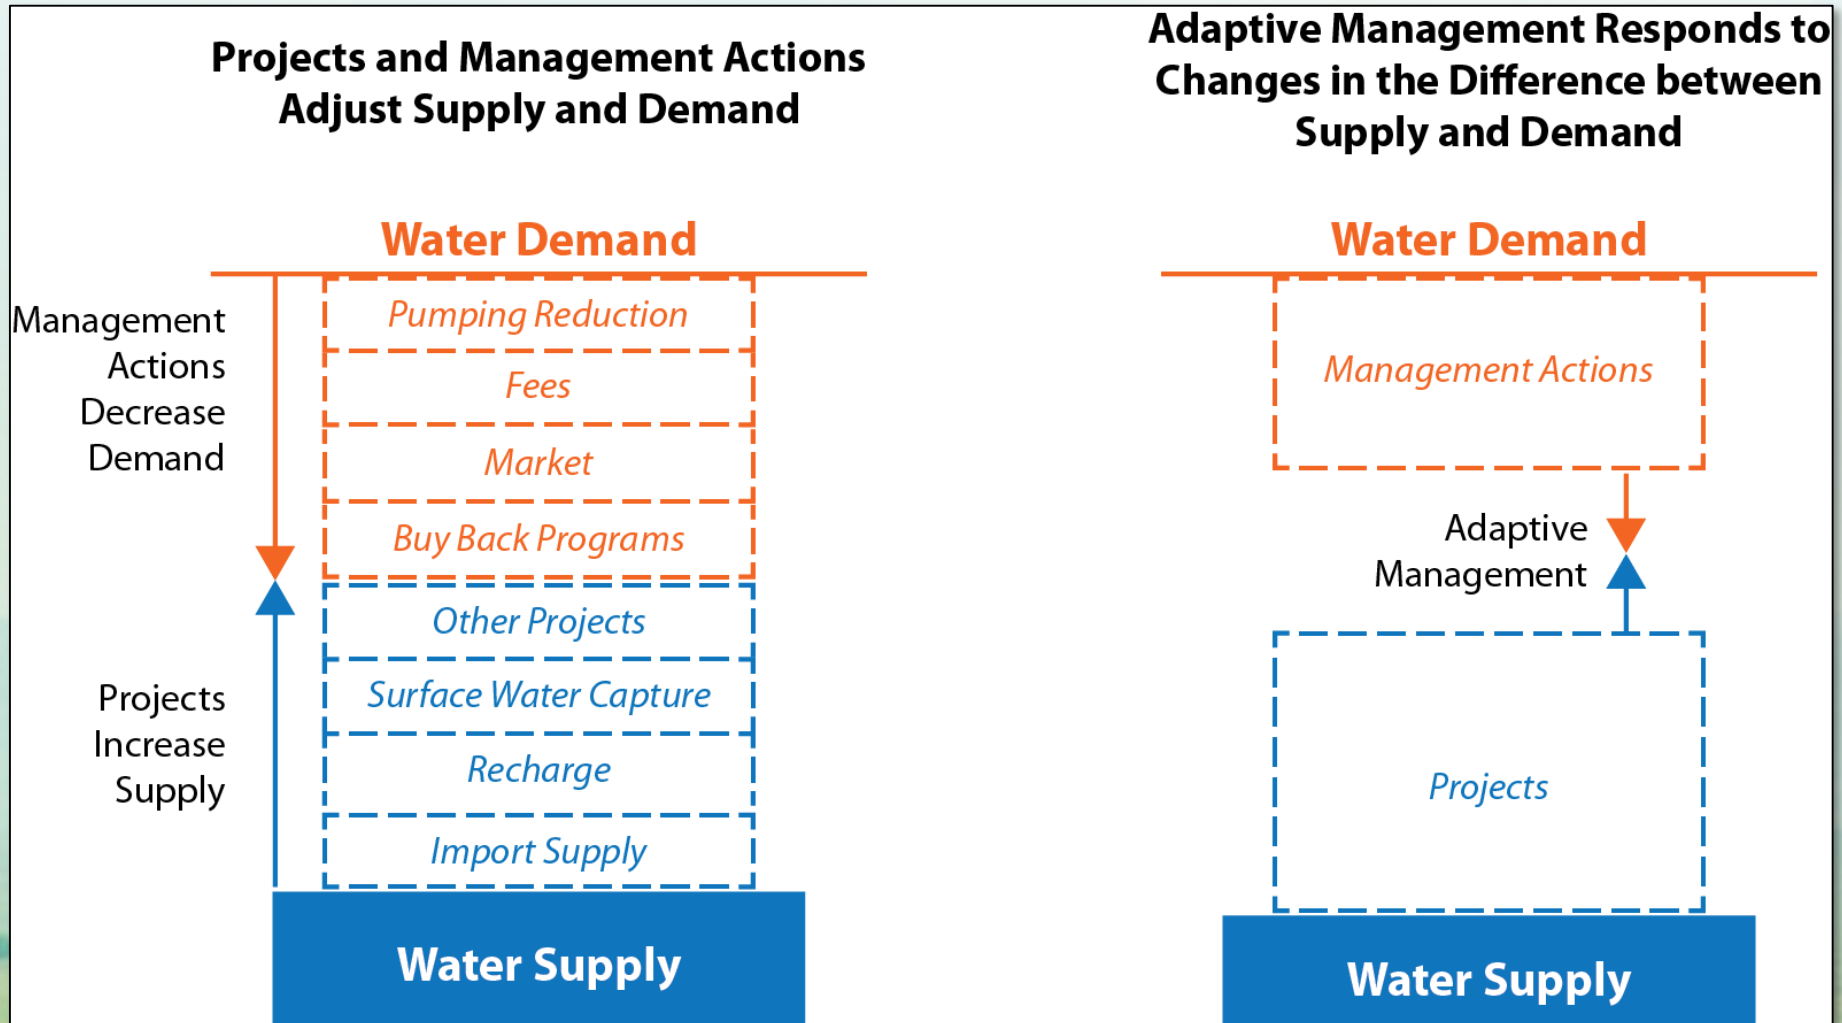 Projects and Management Actions
Adjust Supply and Demand
Water Demand
Management
Actions
Decrease
Demand
Pumping Reduction
Fees
Market
Buy Back Programs
Projects
Increase
Supply
Other Projects
Surface Water Capture
Recharge
Import Supply
Water Supply
Adaptive Management Responds to
Changes in the Difference between
Supply and Demand
Water Demand
Management Actions
Adaptive
Management
Projects
Water Supply